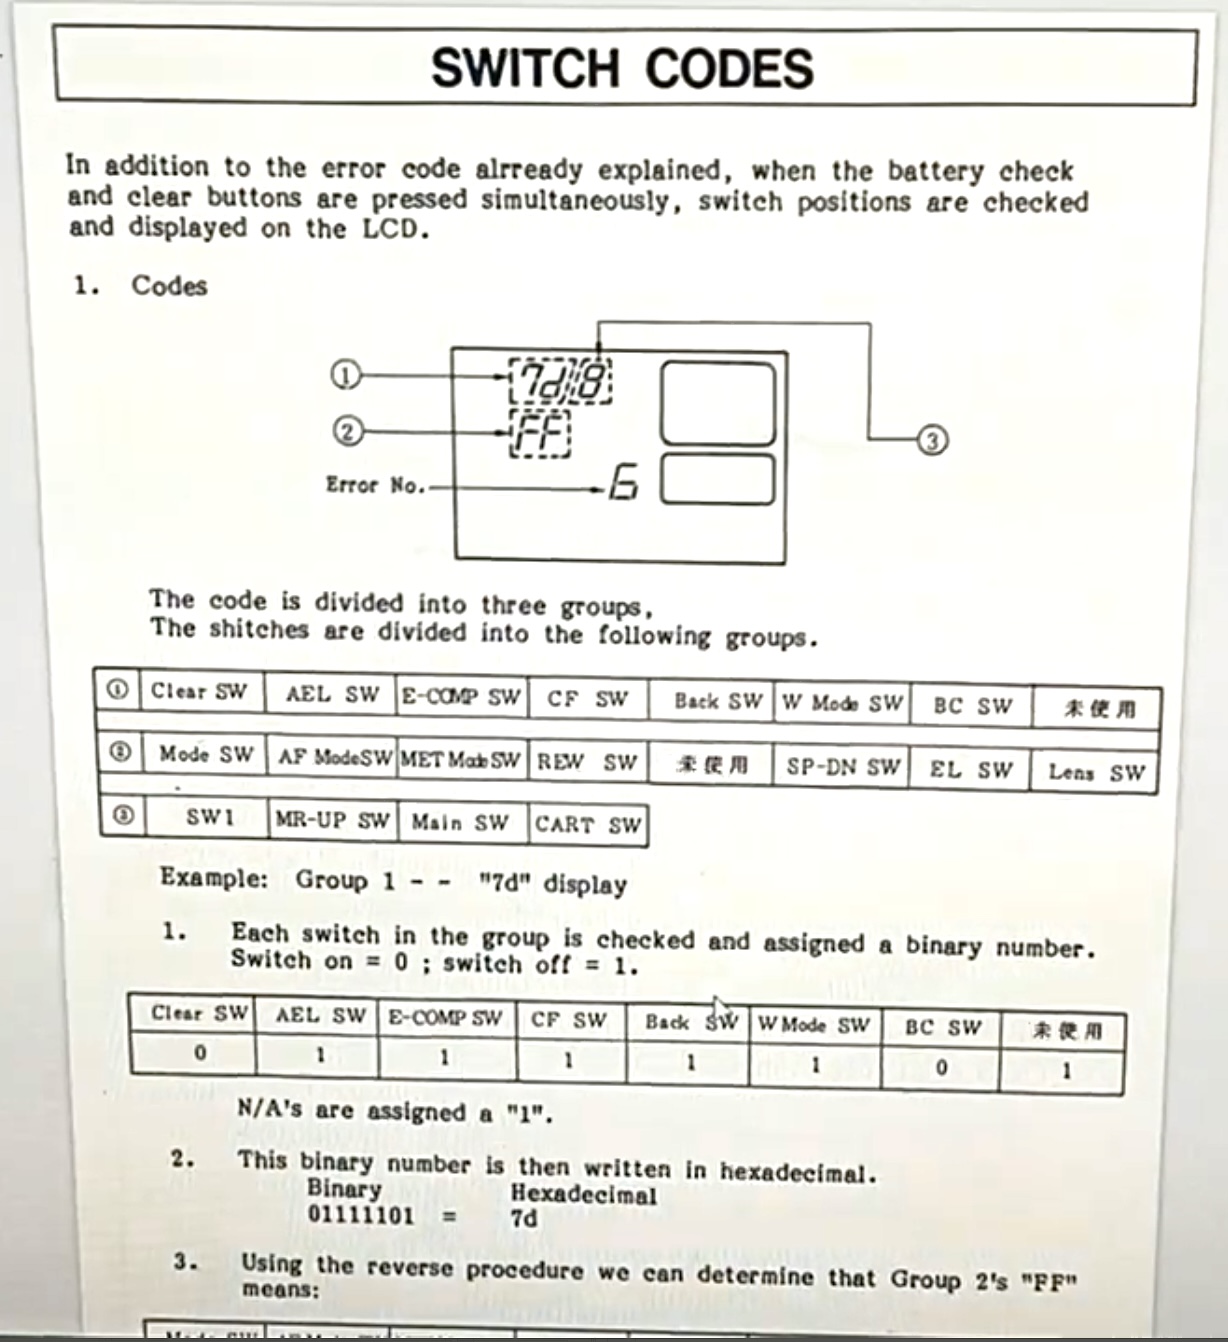 SWITCH CODES
In addition to the error code alrready explained, when the battery check
and clear buttons are pressed simultaneously, switch positions are checked
and displayed on the LCD.
1. Codes
① 7d 8
② FF ③
Error No. 6
The code is divided into three groups,
The shitches are divided into the following groups.
① Clear SW AEL SW E-COMP SW CF SW Back SW W Mode SW BC SW 未使用
② Mode SW AF ModeSW MET ModeSW REW SW 未使用 SP-DN SW EL SW Lens SW
③ SW1 MR-UP SW Main SW CART SW
Example: Group 1 - - "7d" display
1. Each switch in the group is checked and assigned a binary number.
Switch on = 0 ; switch off = 1.
Clear SW AEL SW E-COMP SW CF SW Back SW W Mode SW BC SW 未使用
0 1 1 1 1 1 0 1
N/A's are assigned a "1".
2. This binary number is then written in hexadecimal.
Binary Hexadecimal
01111101 = 7d
3. Using the reverse procedure we can determine that Group 2's "FF"
means: